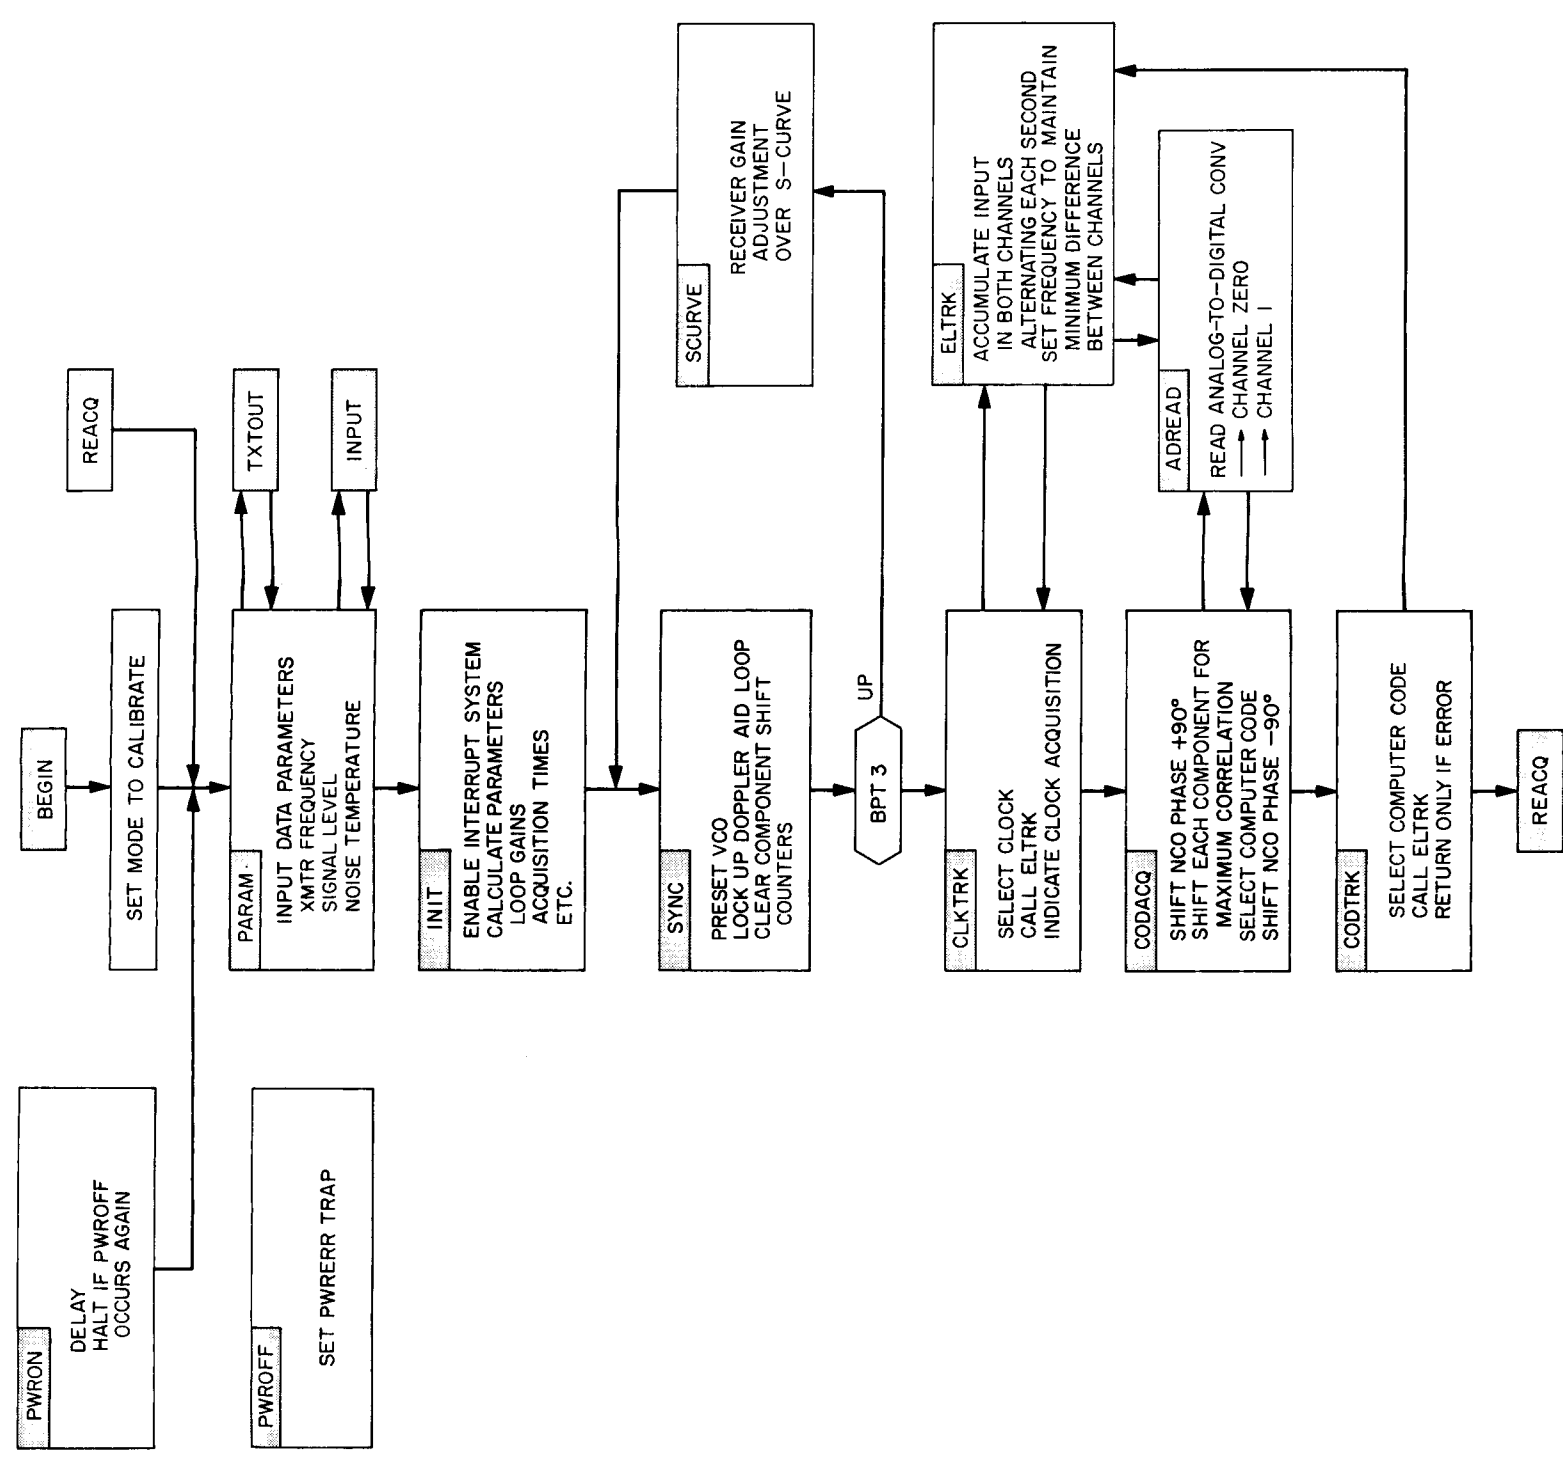 BEGIN
SET MODE TO CALIBRATE
REACQ
PWRON
DELAY
HALT IF PWROFF
OCCURS AGAIN
PWROFF
SET PWRERR TRAP
PARAM
INPUT DATA PARAMETERS
XMTR FREQUENCY
SIGNAL LEVEL
NOISE TEMPERATURE
TXTOUT
INPUT
INIT
ENABLE INTERRUPT SYSTEM
CALCULATE PARAMETERS
LOOP GAINS
ACQUISITION TIMES
ETC.
SYNC
PRESET VCO
LOCK UP DOPPLER AID LOOP
CLEAR COMPONENT SHIFT
COUNTERS
SCURVE
RECEIVER GAIN
ADJUSTMENT
OVER S-CURVE
BPT 3
UP
CLKTRK
SELECT CLOCK
CALL ELTRK
INDICATE CLOCK ACQUISITION
ELTRK
ACCUMULATE INPUT
IN BOTH CHANNELS
ALTERNATING EACH SECOND
SET FREQUENCY TO MAINTAIN
MINIMUM DIFFERENCE
BETWEEN CHANNELS
CODACQ
SHIFT NCO PHASE +90°
SHIFT EACH COMPONENT FOR
MAXIMUM CORRELATION
SELECT COMPUTER CODE
SHIFT NCO PHASE -90°
ADREAD
READ ANALOG-TO-DIGITAL CONV
→ CHANNEL ZERO
→ CHANNEL 1
CODTRK
SELECT COMPUTER CODE
CALL ELTRK
RETURN ONLY IF ERROR
REACQ